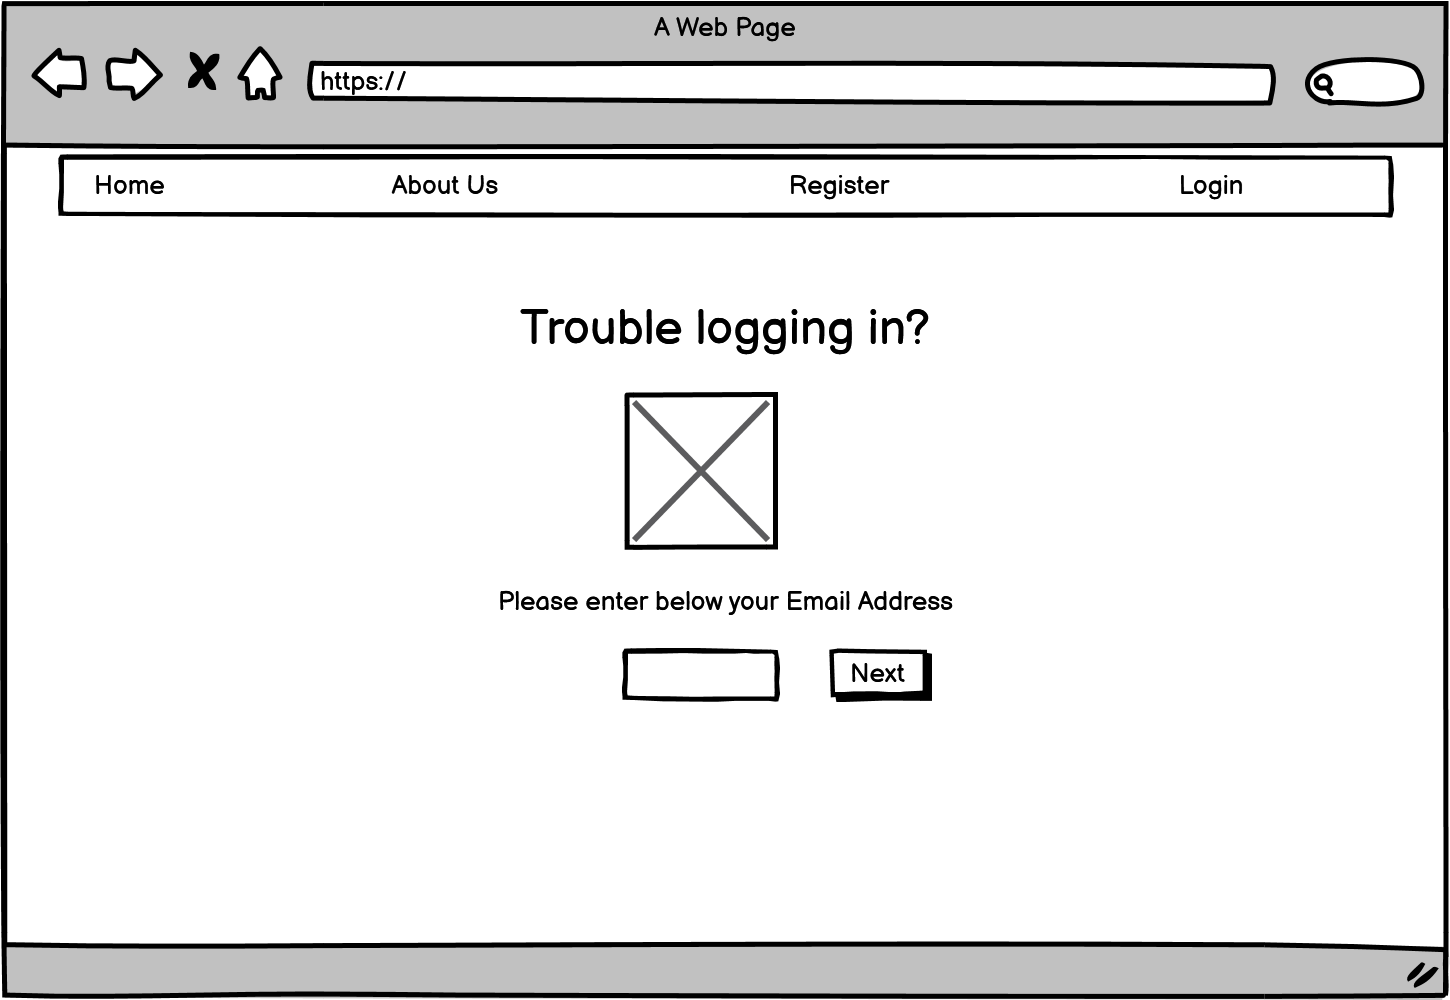 A Web Page
https://
Home About Us Register Login
Trouble logging in?
Please enter below your Email Address
Next